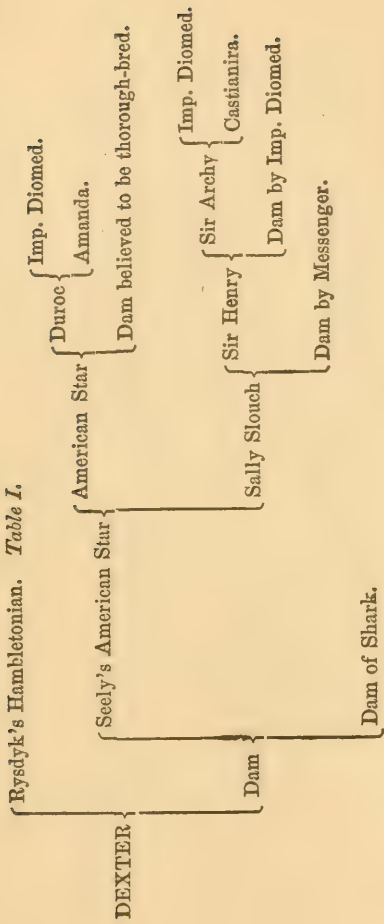 Rysdyk's Hambletonian. Table I.
Imp. Diomed.
Duroc
Amanda.
American Star
Dam believed to be thorough-bred.
Seely's American Star
Imp. Diomed.
Sir Archy
Castianira.
Sir Henry
Dam by Imp. Diomed.
Sally Slouch
Dam by Messenger.
DEXTER
Dam
Dam of Shark.